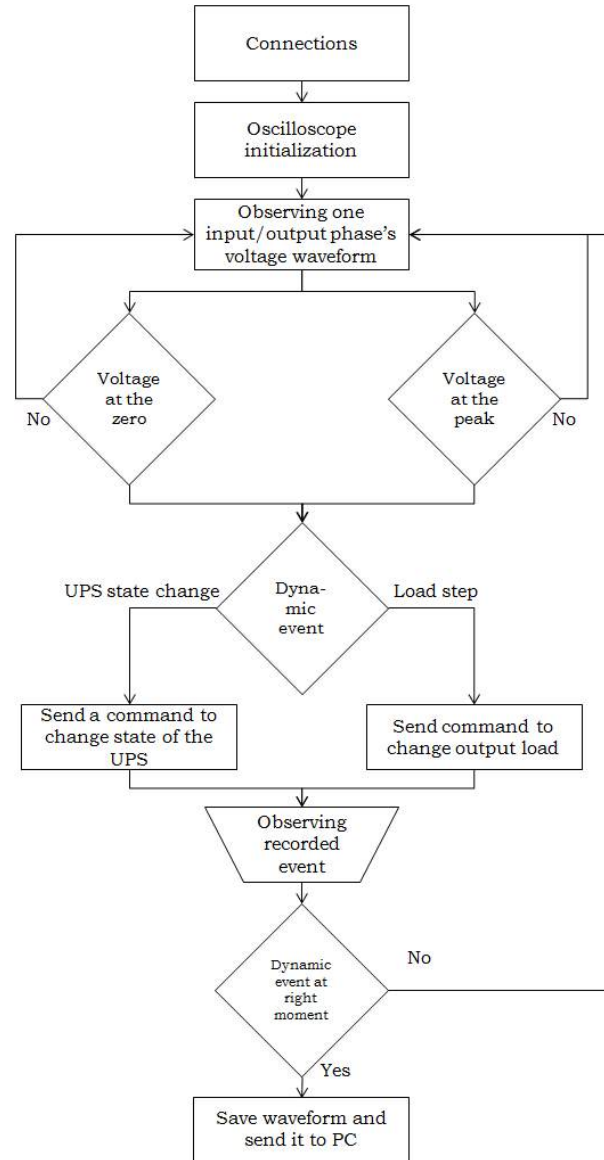 Connections
Oscilloscope
initialization
Observing one
input/output phase's
voltage waveform
Voltage
at the
zero
No
Voltage
at the
peak
No
UPS state change
Dyna-
mic
event
Load step
Send a command to
change state of the
UPS
Send command to
change output load
Observing
recorded
event
Dynamic
event at
right
moment
No
Yes
Save waveform and
send it to PC